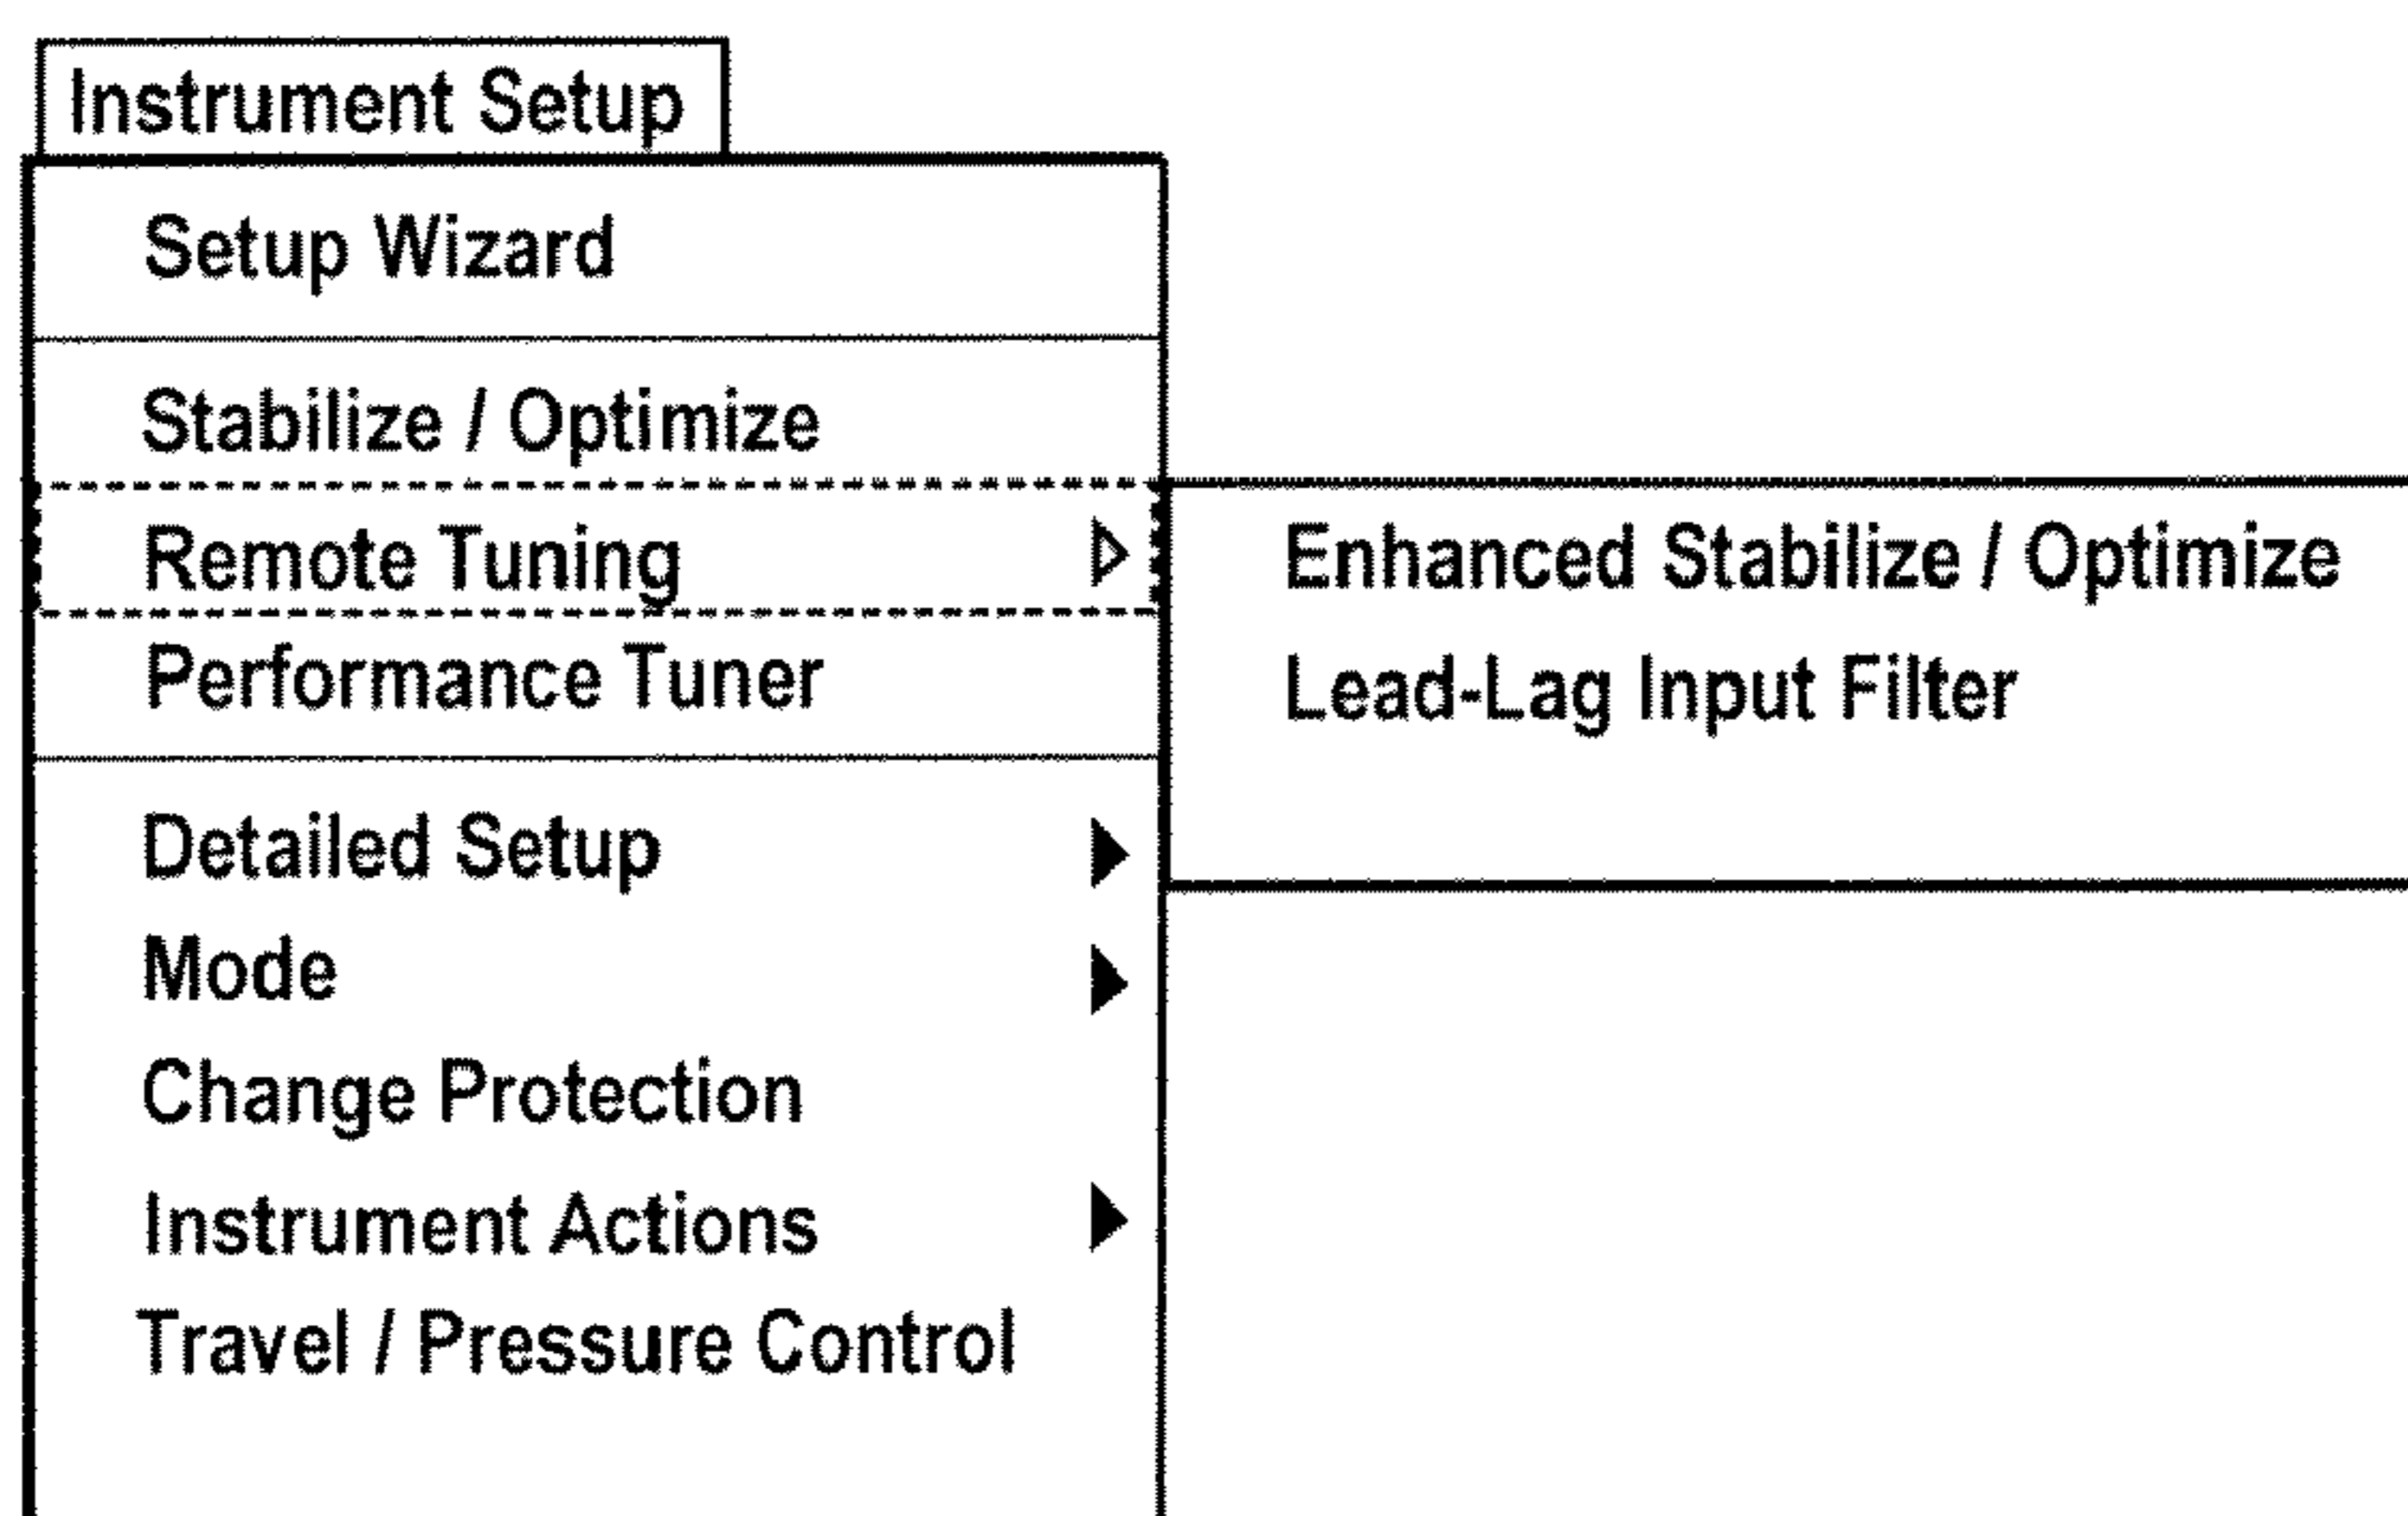 Instrument Setup
Setup Wizard
Stabilize / Optimize
Remote Tuning
Performance Tuner
Detailed Setup
Mode
Change Protection
Instrument Actions
Travel / Pressure Control
Enhanced Stabilize / Optimize
Lead-Lag Input Filter